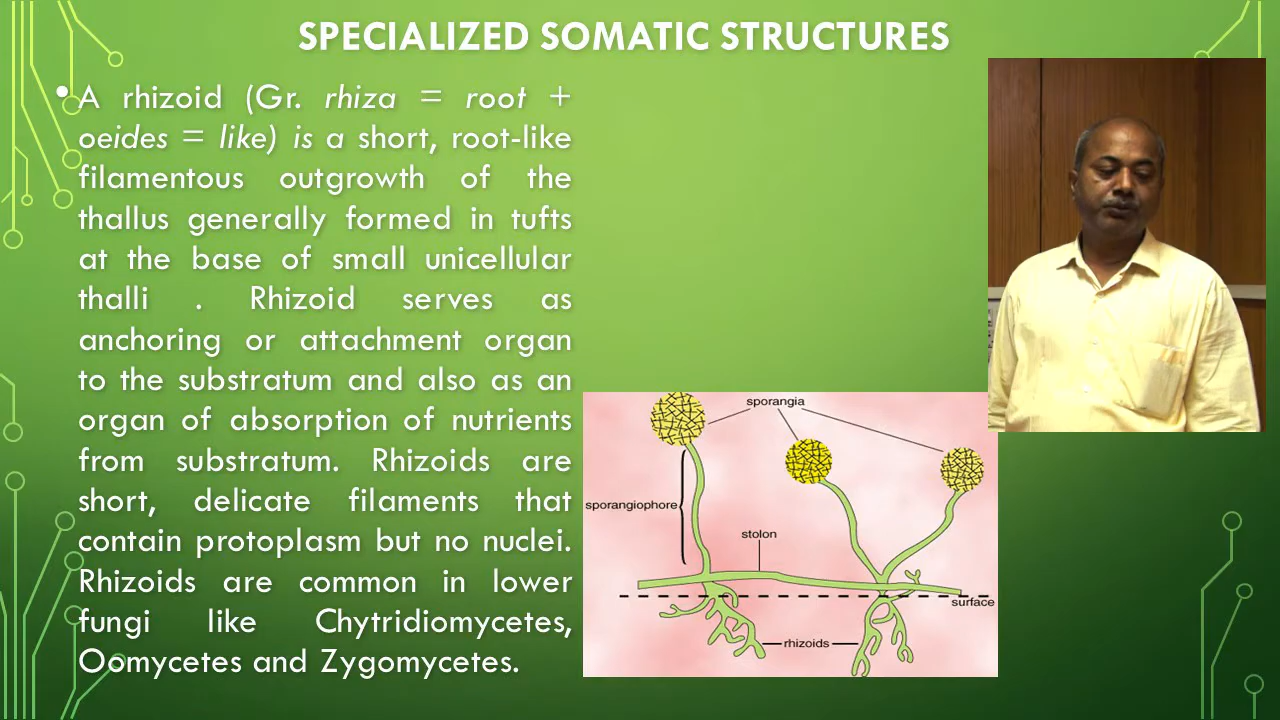 SPECIALIZED SOMATIC STRUCTURES
• A rhizoid (Gr. rhiza = root +
oeides = like) is a short, root-like
filamentous outgrowth of the
thallus generally formed in tufts
at the base of small unicellular
thalli . Rhizoid serves as
anchoring or attachment organ
to the substratum and also as an
organ of absorption of nutrients
from substratum. Rhizoids are
short, delicate filaments that
contain protoplasm but no nuclei.
Rhizoids are common in lower
fungi like Chytridiomycetes,
Oomycetes and Zygomycetes.
sporangia
sporangiophore
stolon
surface
rhizoids